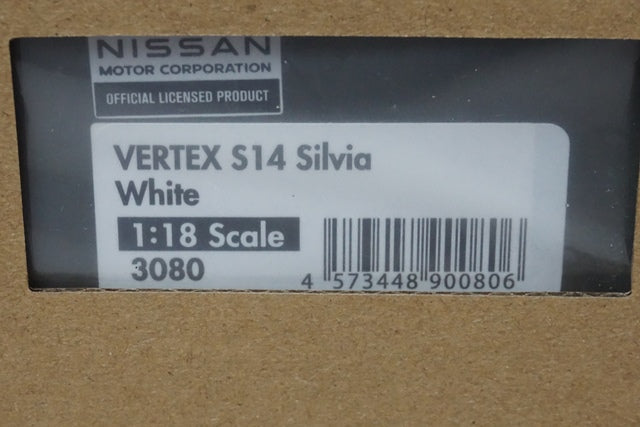 NISSAN
MOTOR CORPORATION
OFFICIAL LICENSED PRODUCT
VERTEX S14 Silvia
White
1:18 Scale
3080
4 573448 900806